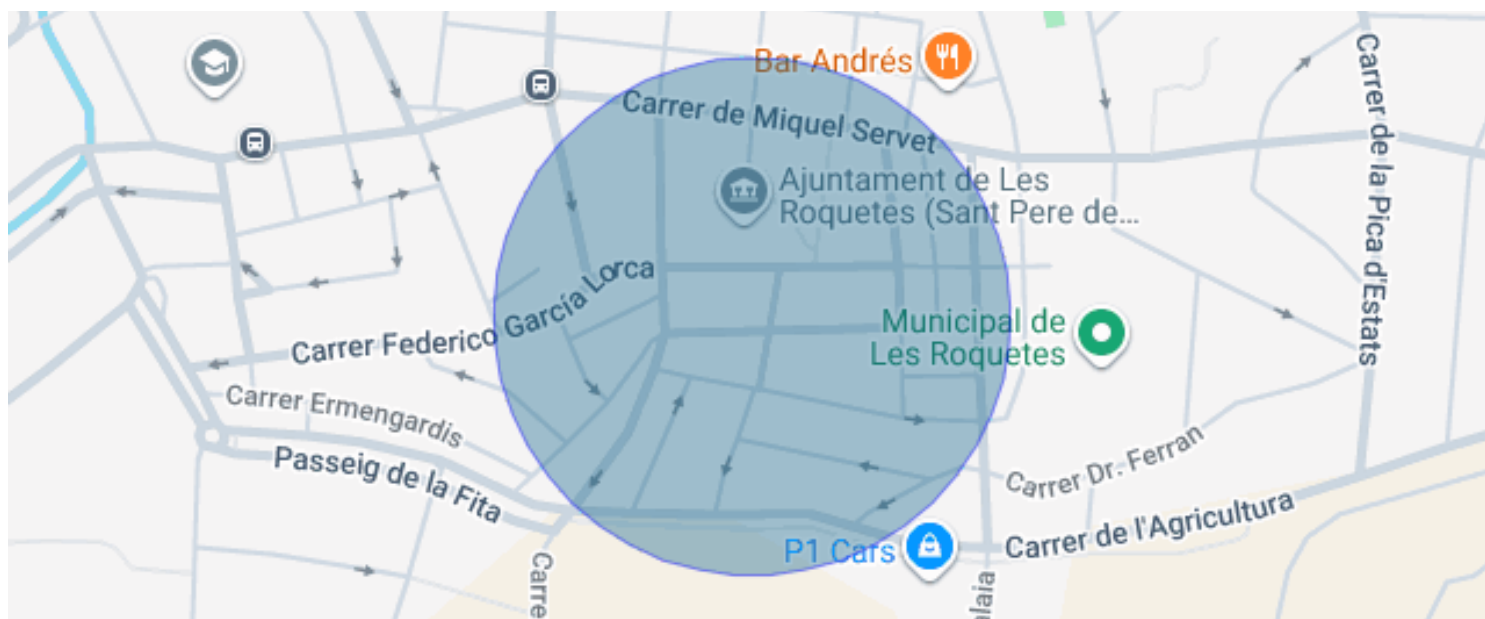 Bar Andrés
Carrer de Miquel Servet
Carrer de la Pica d'Estats
Ajuntament de Les
Roquetes (Sant Pere de...
Carrer Federico García Lorca
Municipal de
Les Roquetes
Carrer Ermengardis
Passeig de la Fita
Carrer Dr. Ferran
Carrer de l'Agricultura
P1 Cars
Carre